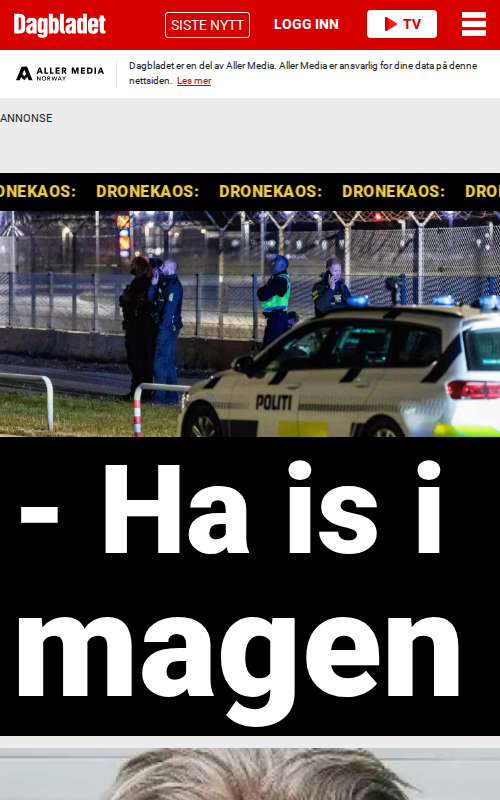 Dagbladet
SISTE NYTT
LOGG INN
TV
ALLER MEDIA
NORWAY
Dagbladet er en del av Aller Media. Aller Media er ansvarlig for dine data på denne
nettsiden. Les mer
ANNONSE
ONEKAOS: DRONEKAOS: DRONEKAOS: DRONEKAOS: DRO
POLITI
- Ha is i
magen